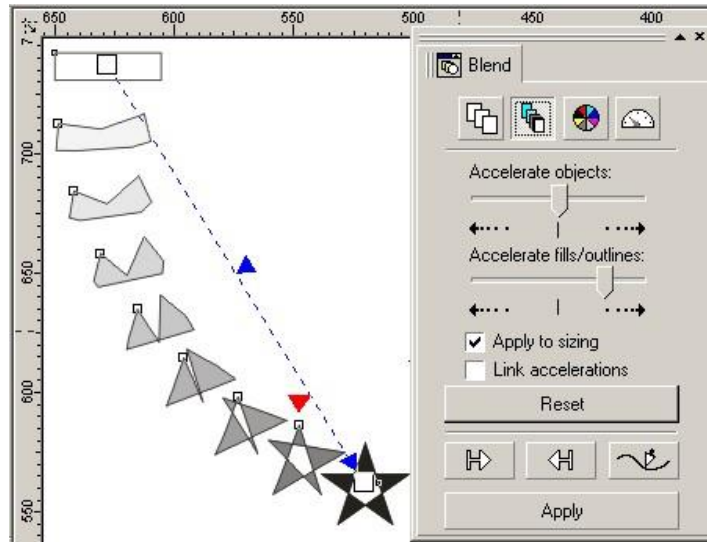 650 600 550 500 450 400
Blend
700
Accelerate objects:
650
Accelerate fills/outlines:
Apply to sizing
Link accelerations
600
Reset
550
Apply